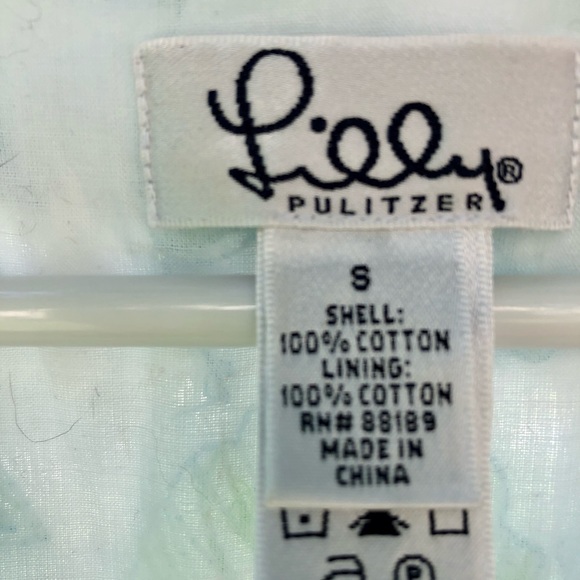 Lilly®
PULITZER
S
SHELL:
100% COTTON
LINING:
100% COTTON
RN# 88189
MADE IN
CHINA
P